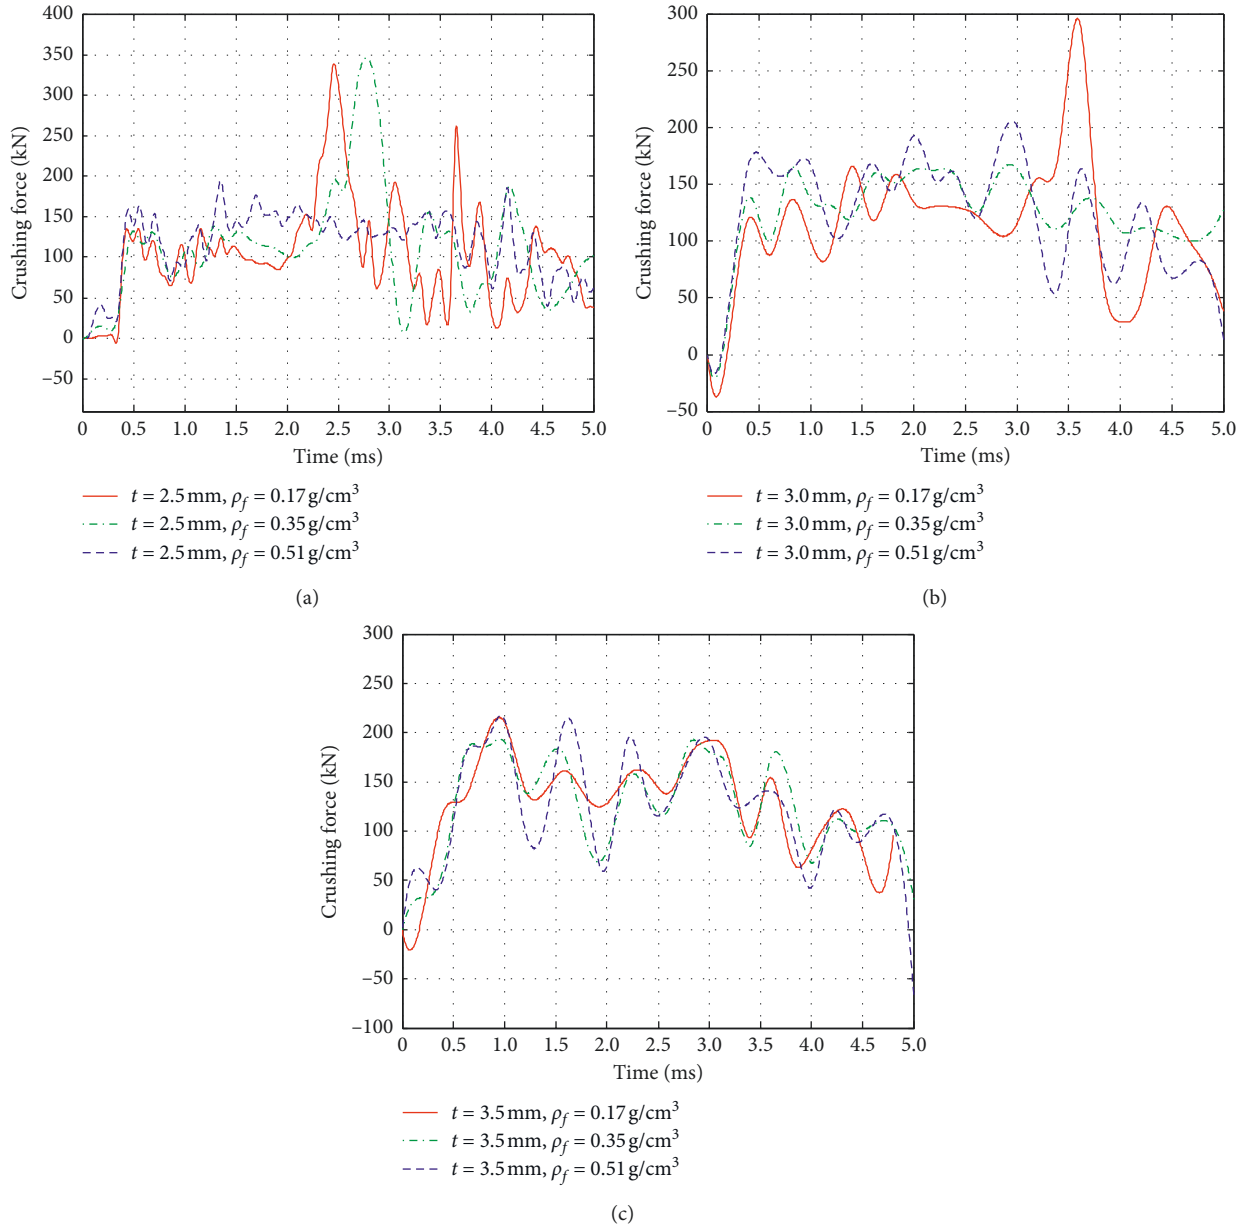 400
350
300
250
200
150
100
50
0
−50
Crushing force (kN)
0 0.5 1.0 1.5 2.0 2.5 3.0 3.5 4.0 4.5 5.0
Time (ms)
t = 2.5 mm, ρf = 0.17 g/cm³
t = 2.5 mm, ρf = 0.35 g/cm³
t = 2.5 mm, ρf = 0.51 g/cm³
(a)
300
250
200
150
100
50
0
−50
Crushing force (kN)
0 0.5 1.0 1.5 2.0 2.5 3.0 3.5 4.0 4.5 5.0
Time (ms)
t = 3.0 mm, ρf = 0.17 g/cm³
t = 3.0 mm, ρf = 0.35 g/cm³
t = 3.0 mm, ρf = 0.51 g/cm³
(b)
300
250
200
150
100
50
0
−50
−100
Crushing force (kN)
0 0.5 1.0 1.5 2.0 2.5 3.0 3.5 4.0 4.5 5.0
Time (ms)
t = 3.5 mm, ρf = 0.17 g/cm³
t = 3.5 mm, ρf = 0.35 g/cm³
t = 3.5 mm, ρf = 0.51 g/cm³
(c)